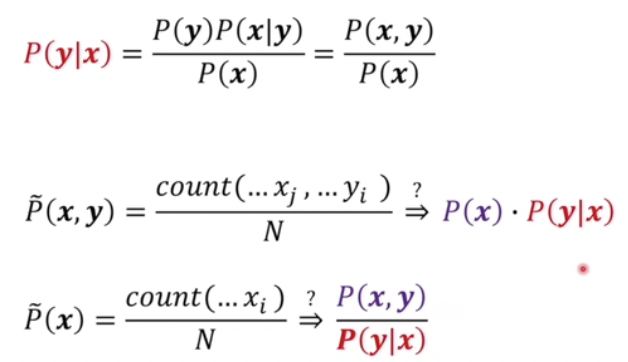 P(y|x) = P(y)P(x|y) / P(x) = P(x, y) / P(x)
P̃(x, y) = count(… x_j , … y_i ) / N ⇒? P(x) · P(y|x)
P̃(x) = count(… x_i ) / N ⇒? P(x, y) / P(y|x)